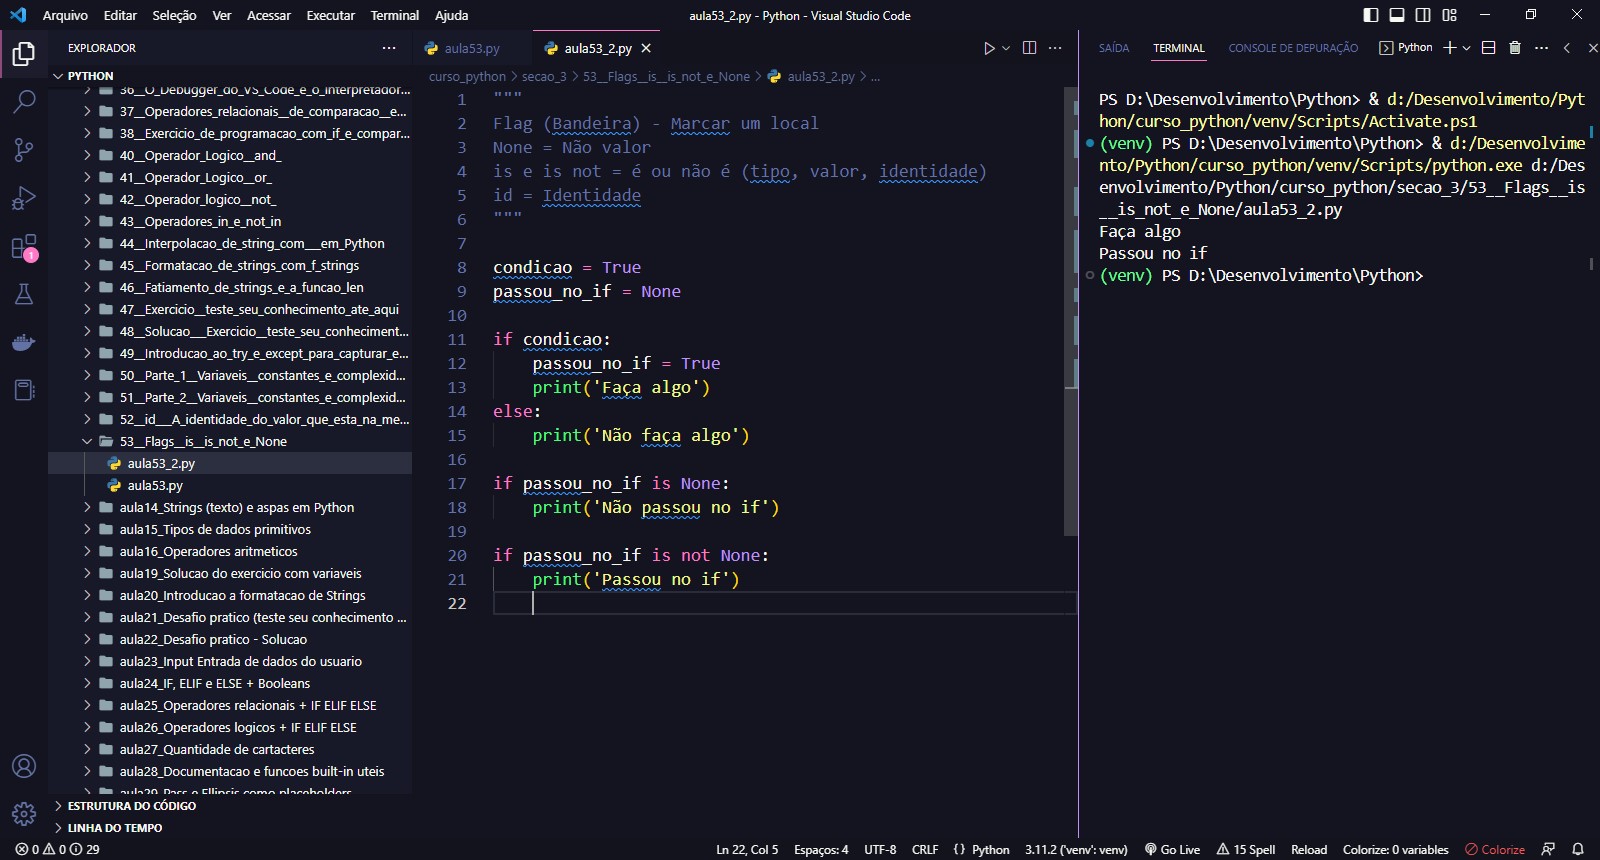 Arquivo Editar Seleção Ver Acessar Executar Terminal Ajuda
aula53_2.py - Python - Visual Studio Code
EXPLORADOR
PYTHON
36__O_Debugger_do_VS_Code_e_o_Interpretador...
37__Operadores_relacionais__de_comparacao__e...
38__Exercicio_de_programacao_com_if_e_compar...
40__Operador_Logico__and_
41__Operador_Logico__or_
42__Operador_logico__not_
43__Operadores_in_e_not_in
44__Interpolacao_de_string_com___em_Python
45__Formatacao_de_strings_com_f_strings
46__Fatiamento_de_strings_e_a_funcao_len
47__Exercicio__teste_seu_conhecimento_ate_aqui
48__Solucao___Exercicio__teste_seu_conheciment...
49__Introducao_ao_try_e_except_para_capturar_e...
50__Parte_1__Variaveis__constantes_e_complexid...
51__Parte_2__Variaveis__constantes_e_complexid...
52__id___A_identidade_do_valor_que_esta_na_me...
53__Flags__is__is_not_e_None
aula53_2.py
aula53.py
aula14_Strings (texto) e aspas em Python
aula15_Tipos de dados primitivos
aula16_Operadores aritmeticos
aula19_Solucao do exercicio com variaveis
aula20_Introducao a formatacao de Strings
aula21_Desafio pratico (teste seu conhecimento ...
aula22_Desafio pratico - Solucao
aula23_Input Entrada de dados do usuario
aula24_IF, ELIF e ELSE + Booleans
aula25_Operadores relacionais + IF ELIF ELSE
aula26_Operadores logicos + IF ELIF ELSE
aula27_Quantidade de cartacteres
aula28_Documentacao e funcoes built-in uteis
aula29_Pass e Ellipsis como placeholders
ESTRUTURA DO CÓDIGO
LINHA DO TEMPO
1
aula53.py
aula53_2.py
curso_python > secao_3 > 53__Flags__is__is_not_e_None > aula53_2.py > ...
1 """
2 Flag (Bandeira) - Marcar um local
3 None = Não valor
4 is e is not = é ou não é (tipo, valor, identidade)
5 id = Identidade
6 """
7
8 condicao = True
9 passou_no_if = None
10
11 if condicao:
12     passou_no_if = True
13     print('Faça algo')
14 else:
15     print('Não faça algo')
16
17 if passou_no_if is None:
18     print('Não passou no if')
19
20 if passou_no_if is not None:
21     print('Passou no if')
22
SAÍDA TERMINAL CONSOLE DE DEPURAÇÃO Python
PS D:\Desenvolvimento\Python> & d:/Desenvolvimento/Pyt
hon/curso_python/venv/Scripts/Activate.ps1
(venv) PS D:\Desenvolvimento\Python> & d:/Desenvolvime
nto/Python/curso_python/venv/Scripts/python.exe d:/Des
envolvimento/Python/curso_python/secao_3/53__Flags__is
__is_not_e_None/aula53_2.py
Faça algo
Passou no if
(venv) PS D:\Desenvolvimento\Python>
0 0 29
Ln 22, Col 5 Espaços: 4 UTF-8 CRLF {} Python 3.11.2 ('venv': venv) Go Live 15 Spell Reload Colorize: 0 variables Colorize